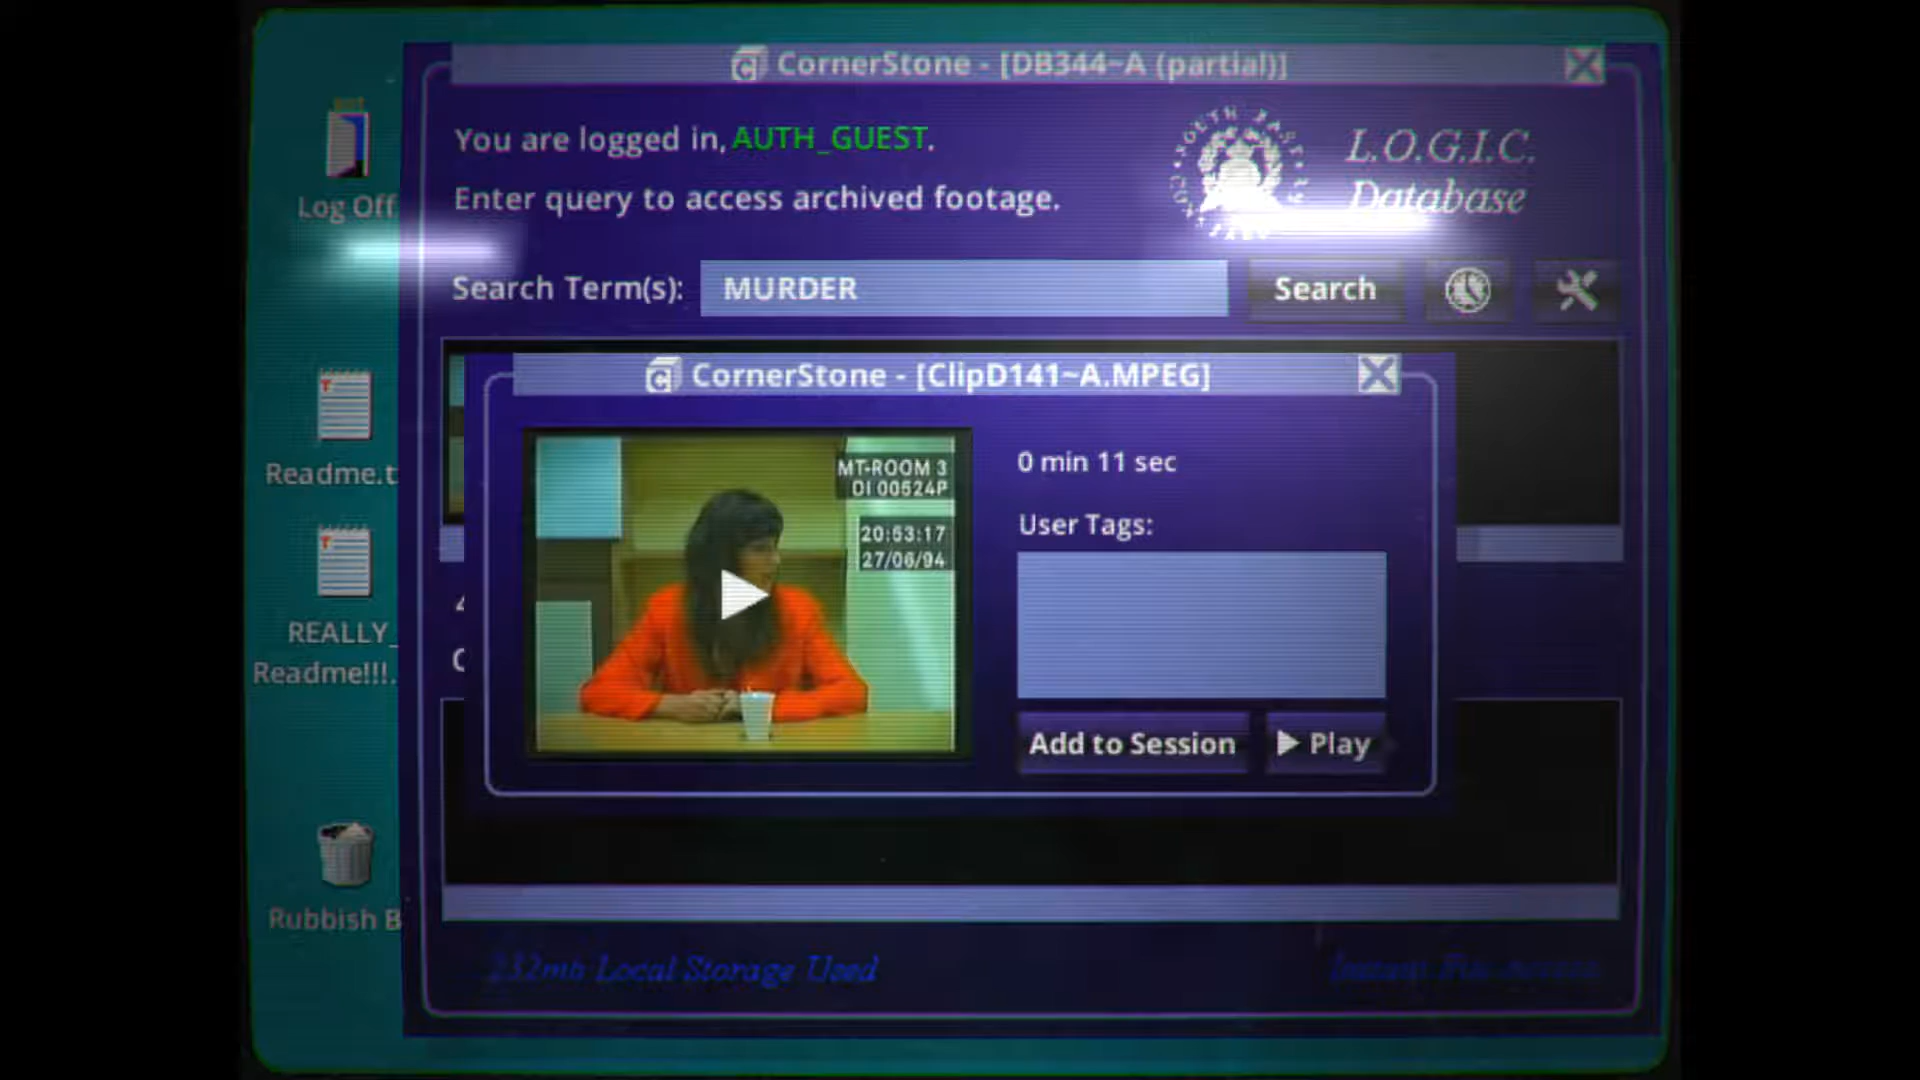 CornerStone - [DB344~A (partial)]
You are logged in, AUTH_GUEST.
Enter query to access archived footage.
L.O.G.I.C.
Database
Log Off
Search Term(s):
MURDER
Search
CornerStone - [ClipD141~A.MPEG]
MT-ROOM 3
OI 00524P
20:53:17
27/06/94
0 min 11 sec
User Tags:
Add to Session
Play
Readme.t
REALLY_
Readme!!!.
Rubbish B
232mb Local Storage Used